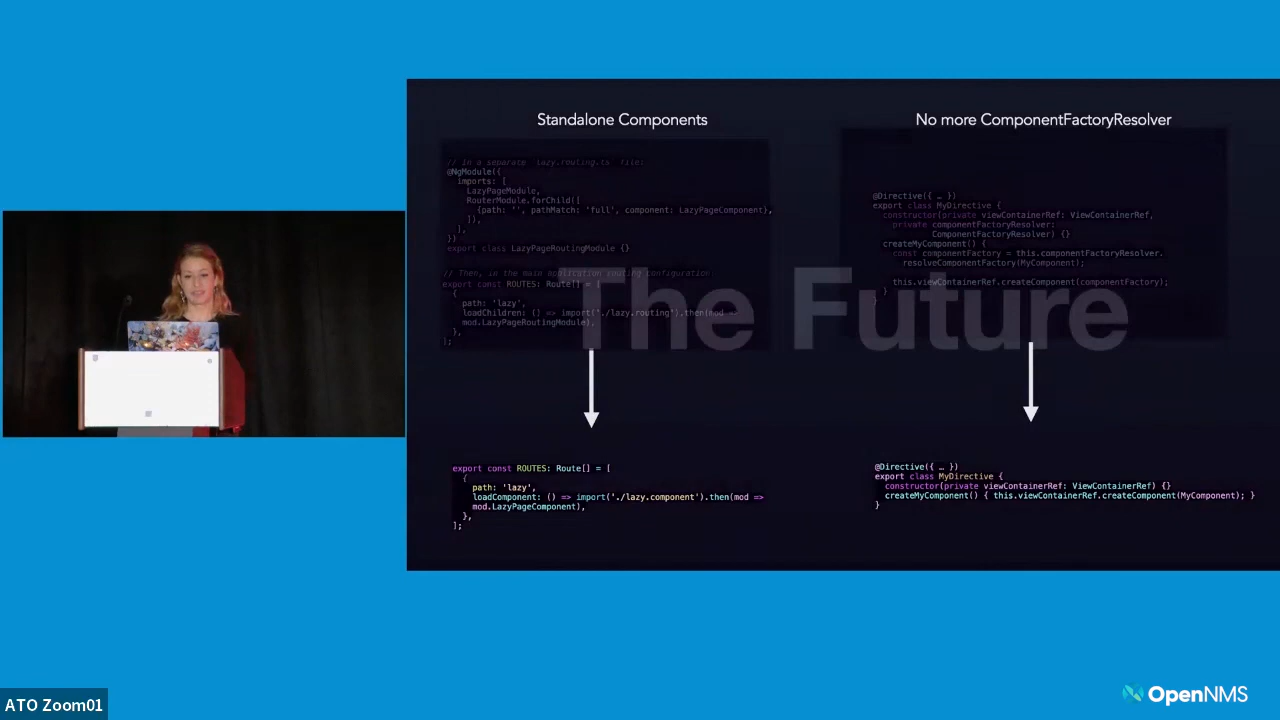 Standalone Components
// In a separate `lazy.routing.ts` file:
@NgModule({
imports: [
LazyPageModule,
RouterModule.forChild([
{path: '', pathMatch: 'full', component: LazyPageComponent},
]),
],
})
export class LazyPageRoutingModule {}
// Then, in the main application routing configuration:
export const ROUTES: Route[] = [
{
path: 'lazy',
loadChildren: () => import('./lazy.routing').then(mod =>
mod.LazyPageRoutingModule),
},
];
No more ComponentFactoryResolver
@Directive({ … })
export class MyDirective {
constructor(private viewContainerRef: ViewContainerRef,
private componentFactoryResolver:
ComponentFactoryResolver) {}
createMyComponent() {
const componentFactory = this.componentFactoryResolver.
resolveComponentFactory(MyComponent);
this.viewContainerRef.createComponent(componentFactory);
}
}
The Future
export const ROUTES: Route[] = [
{
path: 'lazy',
loadComponent: () => import('./lazy.component').then(mod =>
mod.LazyPageComponent),
},
];
@Directive({ … })
export class MyDirective {
constructor(private viewContainerRef: ViewContainerRef) {}
createMyComponent() { this.viewContainerRef.createComponent(MyComponent); }
}
ATO Zoom01
OpenNMS